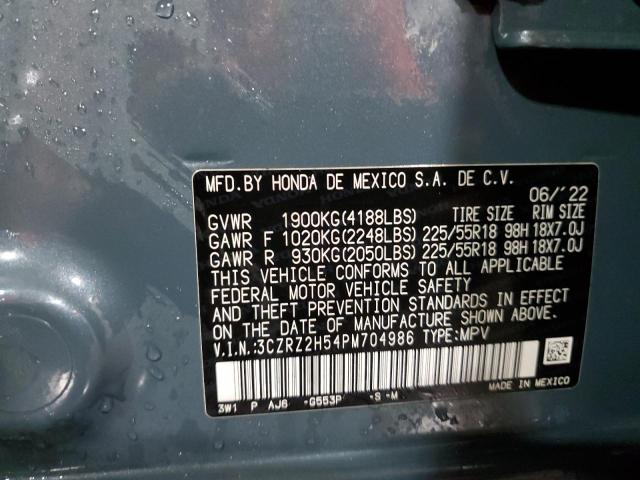 MFD.BY HONDA DE MEXICO S.A. DE C.V.
06/'22
GVWR 1900KG(4188LBS) TIRE SIZE RIM SIZE
GAWR F 1020KG(2248LBS) 225/55R18 98H 18X7.0J
GAWR R 930KG(2050LBS) 225/55R18 98H 18X7.0J
THIS VEHICLE CONFORMS TO ALL APPLICABLE
FEDERAL MOTOR VEHICLE SAFETY
AND THEFT PREVENTION STANDARDS IN EFFECT
ON THE DATE OF MANUFACTURE SHOWN ABOVE.
V.I.N.:3CZRZ2H54PM704986 TYPE:MPV
3W1 P AJ6 -G553P -S-M
MADE IN MEXICO